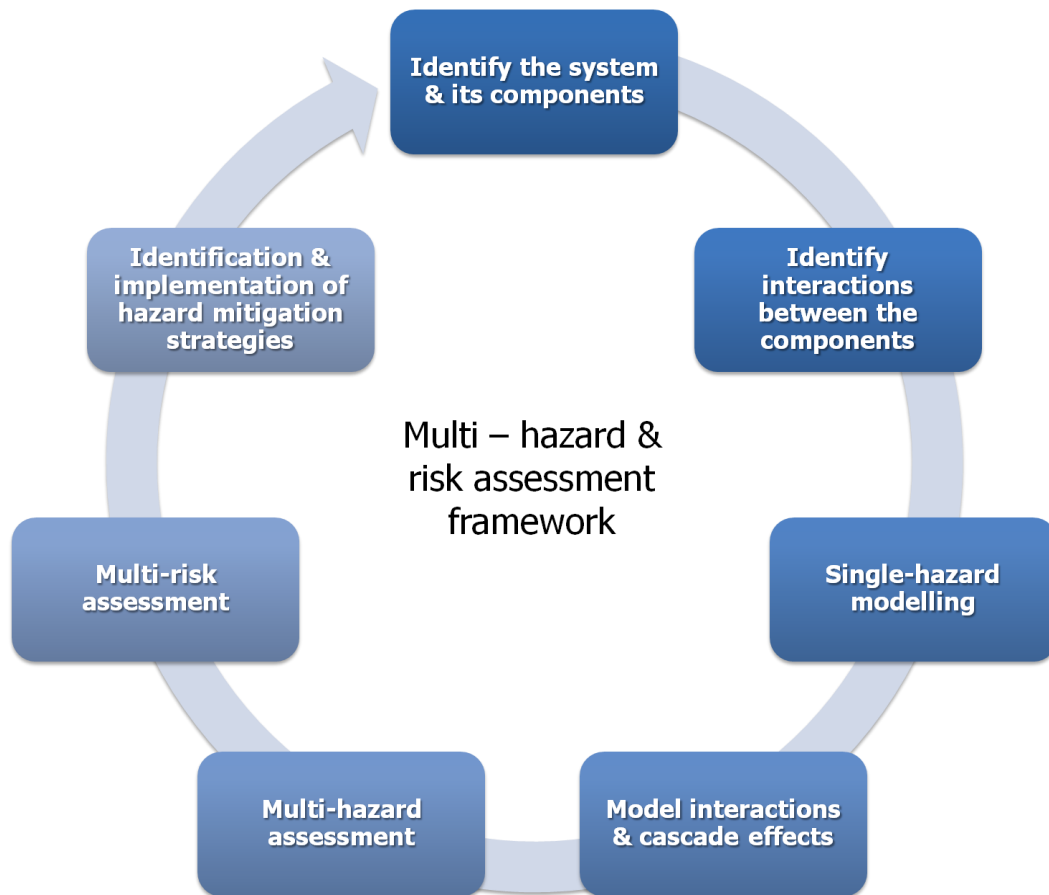 Identify the system
& its components
Identify
interactions
between the
components
Single-hazard
modelling
Model interactions
& cascade effects
Multi-hazard
assessment
Multi-risk
assessment
Identification &
implementation of
hazard mitigation
strategies
Multi – hazard &
risk assessment
framework